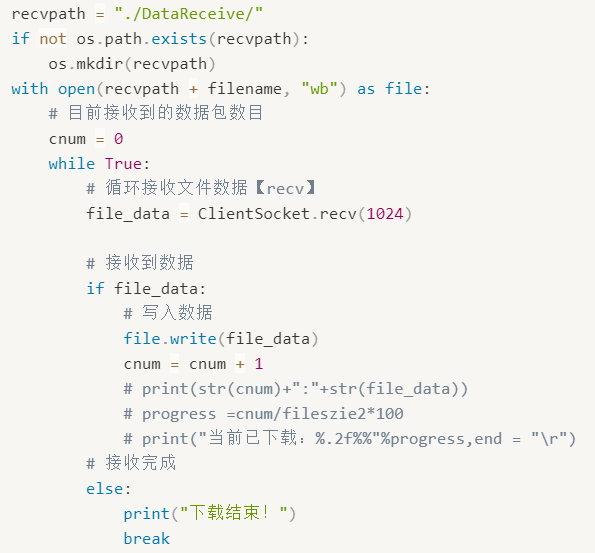 recvpath = "./DataReceive/"
if not os.path.exists(recvpath):
    os.mkdir(recvpath)
with open(recvpath + filename, "wb") as file:
    # 目前接收到的数据包数目
    cnum = 0
    while True:
        # 循环接收文件数据【recv】
        file_data = ClientSocket.recv(1024)

        # 接收到数据
        if file_data:
            # 写入数据
            file.write(file_data)
            cnum = cnum + 1
            # print(str(cnum)+":"+str(file_data))
            # progress =cnum/fileszie2*100
            # print("当前已下载：%.2f%%"%progress,end = "\r")
        # 接收完成
        else:
            print("下载结束！")
            break